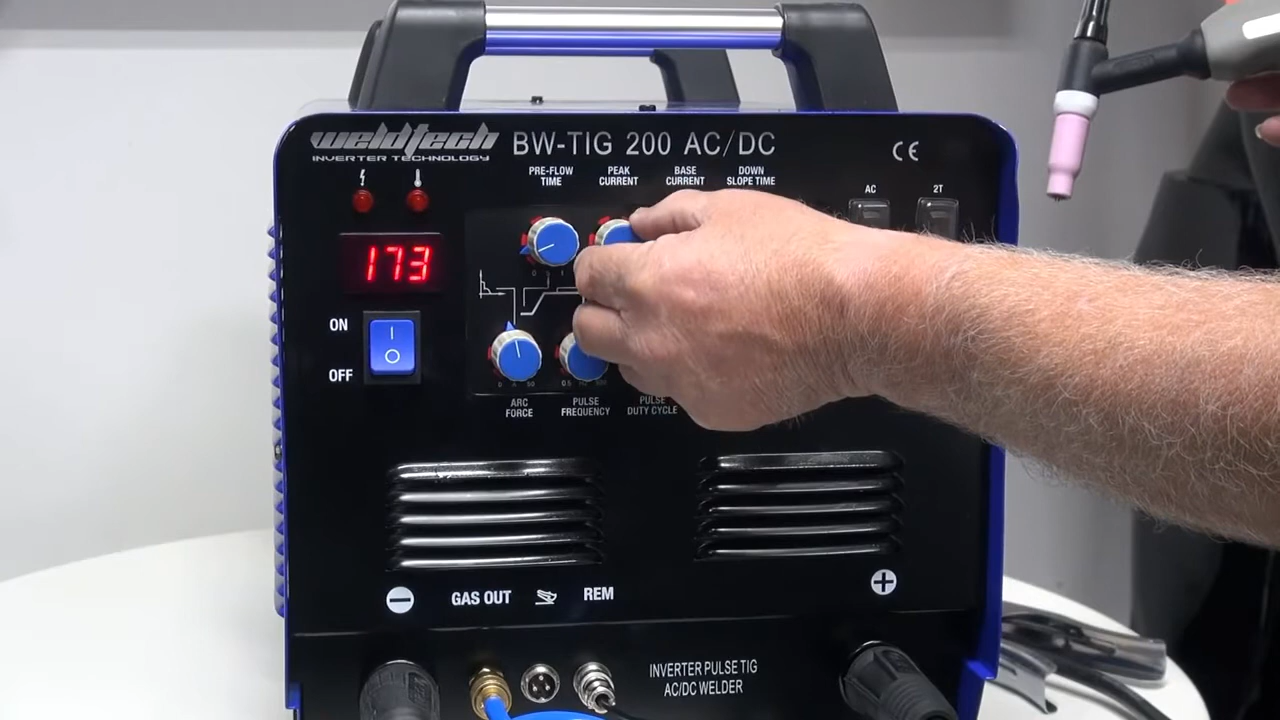 weldtech
INVERTER TECHNOLOGY
BW-TIG 200 AC/DC
CE
PRE-FLOW
TIME
PEAK
CURRENT
BASE
CURRENT
DOWN
SLOPE TIME
AC
2T
173
ON
OFF
I
O
ARC
FORCE
PULSE
FREQUENCY
PULSE
DUTY CYCLE
GAS OUT
REM
INVERTER PULSE TIG
AC/DC WELDER